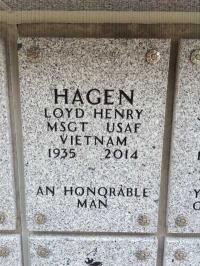 HAGEN
LOYD HENRY
MSGT USAF
VIETNAM
1935 2014
AN HONORABLE
MAN